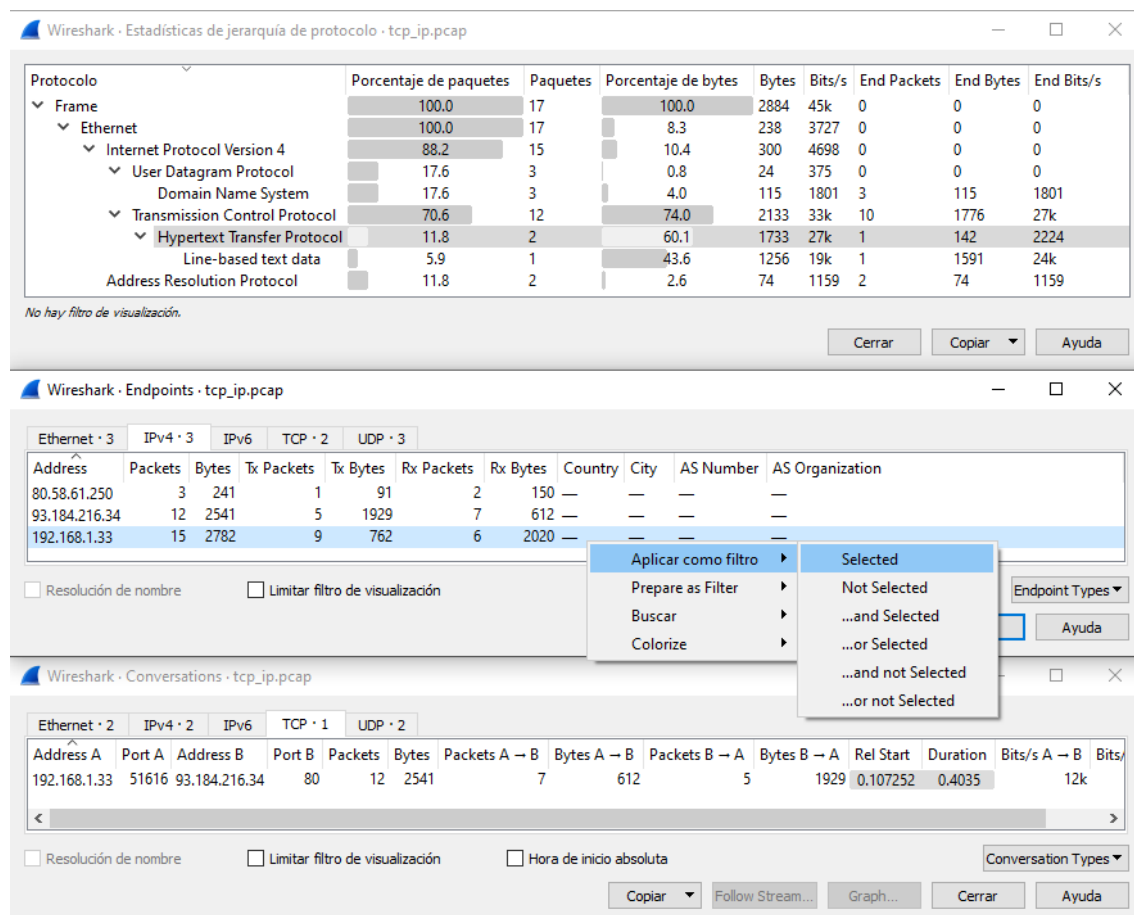 Wireshark · Estadísticas de jerarquía de protocolo · tcp_ip.pcap
Protocolo Porcentaje de paquetes Paquetes Porcentaje de bytes Bytes Bits/s End Packets End Bytes End Bits/s
Frame 100.0 17 100.0 2884 45k 0 0 0
Ethernet 100.0 17 8.3 238 3727 0 0 0
Internet Protocol Version 4 88.2 15 10.4 300 4698 0 0 0
User Datagram Protocol 17.6 3 0.8 24 375 0 0 0
Domain Name System 17.6 3 4.0 115 1801 3 115 1801
Transmission Control Protocol 70.6 12 74.0 2133 33k 10 1776 27k
Hypertext Transfer Protocol 11.8 2 60.1 1733 27k 1 142 2224
Line-based text data 5.9 1 43.6 1256 19k 1 1591 24k
Address Resolution Protocol 11.8 2 2.6 74 1159 2 74 1159
No hay filtro de visualización.
Cerrar Copiar Ayuda
Wireshark · Endpoints · tcp_ip.pcap
Ethernet · 3 IPv4 · 3 IPv6 TCP · 2 UDP · 3
Address Packets Bytes Tx Packets Tx Bytes Rx Packets Rx Bytes Country City AS Number AS Organization
80.58.61.250 3 241 1 91 2 150 — — — —
93.184.216.34 12 2541 5 1929 7 612 — — — —
192.168.1.33 15 2782 9 762 6 2020 — — — —
Aplicar como filtro Selected
Resolución de nombre Limitar filtro de visualización Prepare as Filter Not Selected Endpoint Types
Buscar ...and Selected Ayuda
Colorize ...or Selected
...and not Selected
...or not Selected
Wireshark · Conversations · tcp_ip.pcap
Ethernet · 2 IPv4 · 2 IPv6 TCP · 1 UDP · 2
Address A Port A Address B Port B Packets Bytes Packets A → B Bytes A → B Packets B → A Bytes B → A Rel Start Duration Bits/s A → B Bits/
192.168.1.33 51616 93.184.216.34 80 12 2541 7 612 5 1929 0.107252 0.4035 12k
Resolución de nombre Limitar filtro de visualización Hora de inicio absoluta Conversation Types
Copiar Follow Stream... Graph... Cerrar Ayuda